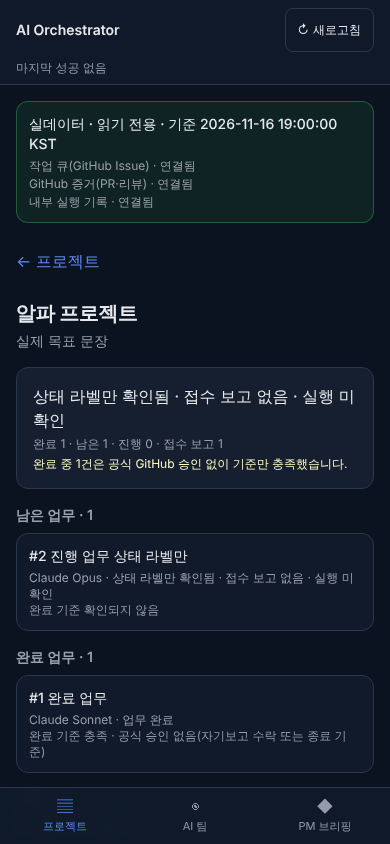 AI Orchestrator
↻ 새로고침
마지막 성공 없음
실데이터 · 읽기 전용 · 기준 2026-11-16 19:00:00
KST
작업 큐(GitHub Issue) · 연결됨
GitHub 증거(PR·리뷰) · 연결됨
내부 실행 기록 · 연결됨
← 프로젝트
알파 프로젝트
실제 목표 문장
상태 라벨만 확인됨 · 접수 보고 없음 · 실행 미
확인
완료 1 · 남은 1 · 진행 0 · 접수 보고 1
완료 중 1건은 공식 GitHub 승인 없이 기준만 충족했습니다.
남은 업무 · 1
#2 진행 업무 상태 라벨만
Claude Opus · 상태 라벨만 확인됨 · 접수 보고 없음 · 실행 미
확인
완료 기준 확인되지 않음
완료 업무 · 1
#1 완료 업무
Claude Sonnet · 업무 완료
완료 기준 충족 · 공식 승인 없음(자기보고 수락 또는 종료 기
준)
프로젝트
AI 팀
PM 브리핑